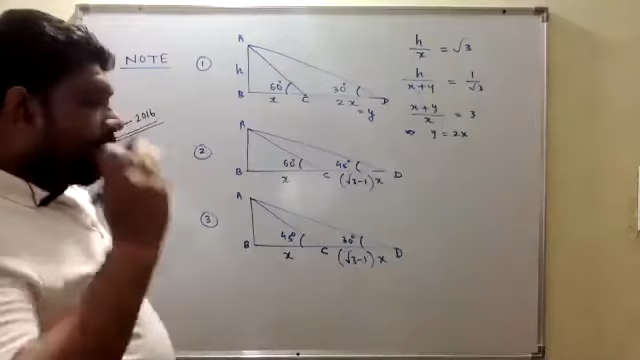 NOTE
2016
①
A
h
60°
30°
B
x
C
2x
D
= y
②
A
60°
45°
B
x
C
(√3-1)x
D
③
A
45°
30°
B
x
C
(√3-1)x
D
h/x = √3
h/x+y = 1/√3
x+y/x = 3
⇒ y = 2x